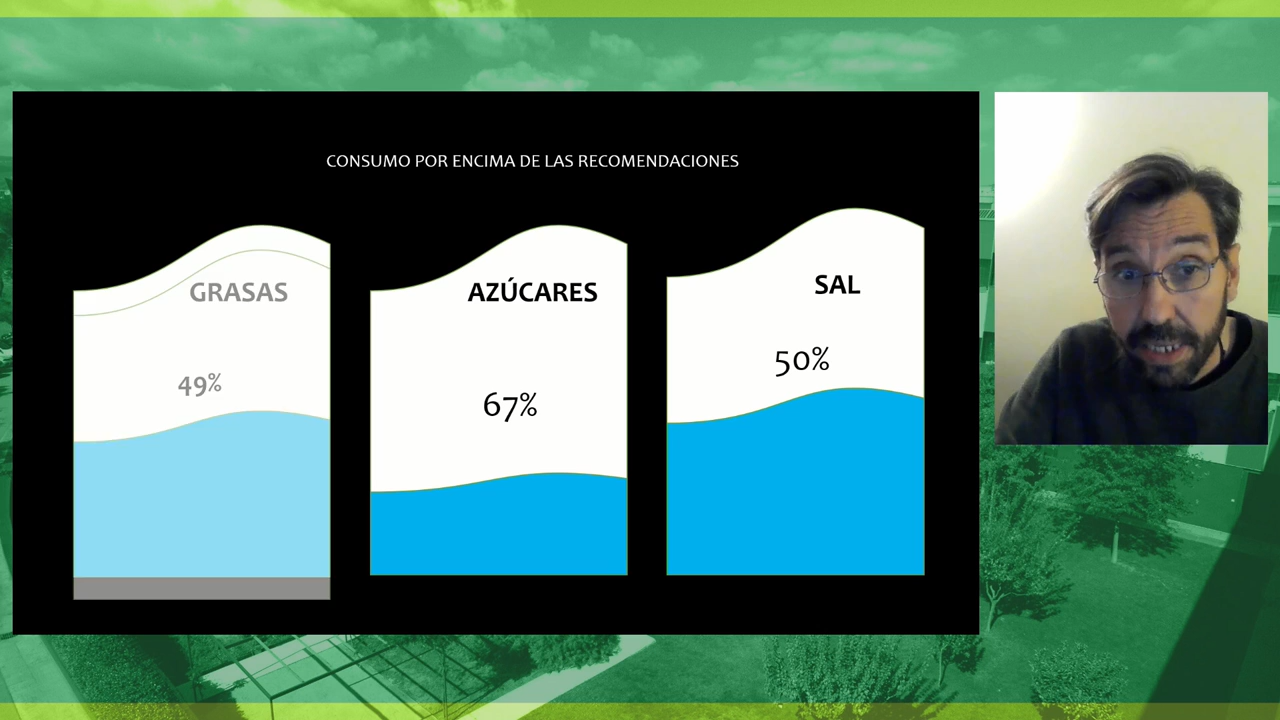 CONSUMO POR ENCIMA DE LAS RECOMENDACIONES
GRASAS
49%
AZÚCARES
67%
SAL
50%